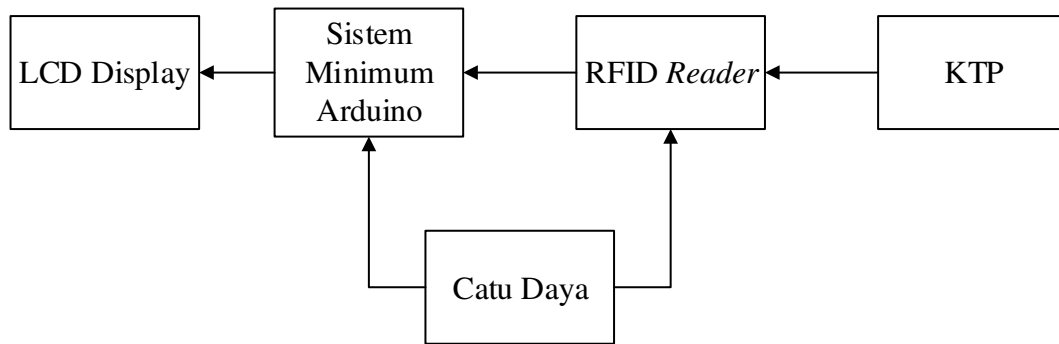 LCD Display
Sistem
Minimum
Arduino
RFID Reader
KTP
Catu Daya